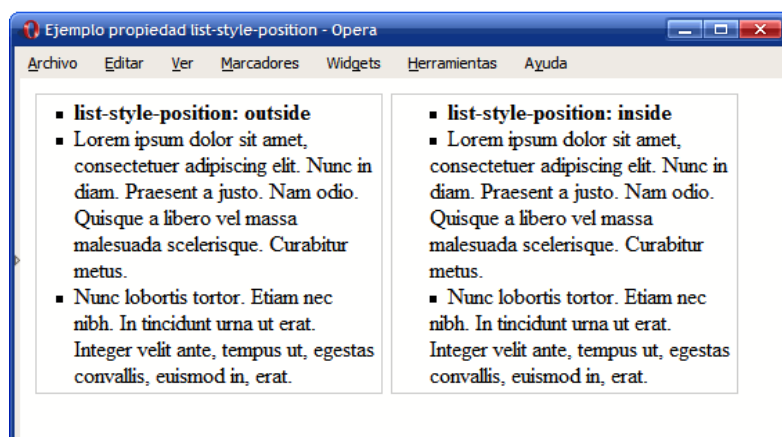 Ejemplo propiedad list-style-position - Opera
Archivo Editar Ver Marcadores Widgets Herramientas Ayuda
list-style-position: outside
Lorem ipsum dolor sit amet,
consectetuer adipiscing elit. Nunc in
diam. Praesent a justo. Nam odio.
Quisque a libero vel massa
malesuada scelerisque. Curabitur
metus.
Nunc lobortis tortor. Etiam nec
nibh. In tincidunt urna ut erat.
Integer velit ante, tempus ut, egestas
convallis, euismod in, erat.
list-style-position: inside
Lorem ipsum dolor sit amet,
consectetuer adipiscing elit. Nunc in
diam. Praesent a justo. Nam odio.
Quisque a libero vel massa
malesuada scelerisque. Curabitur
metus.
Nunc lobortis tortor. Etiam nec
nibh. In tincidunt urna ut erat.
Integer velit ante, tempus ut, egestas
convallis, euismod in, erat.